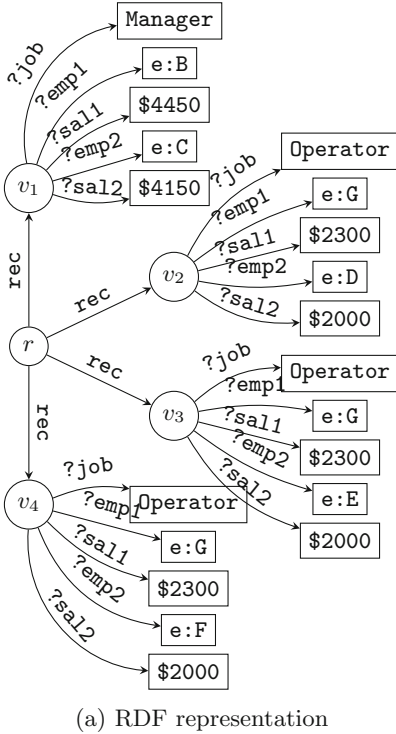 Manager
?job
e:B
?emp1
$4450
?sal1
e:C
?emp2
$4150
?sal2
v1
rec
Operator
?job
e:G
?emp1
$2300
?sal1
e:D
?emp2
$2000
?sal2
v2
rec
r
rec
Operator
?job
e:G
?emp1
$2300
?sal1
e:E
?emp2
$2000
?sal2
v3
rec
v4
?job
Operator
?emp1
e:G
?sal1
$2300
?emp2
e:F
?sal2
$2000
(a) RDF representation